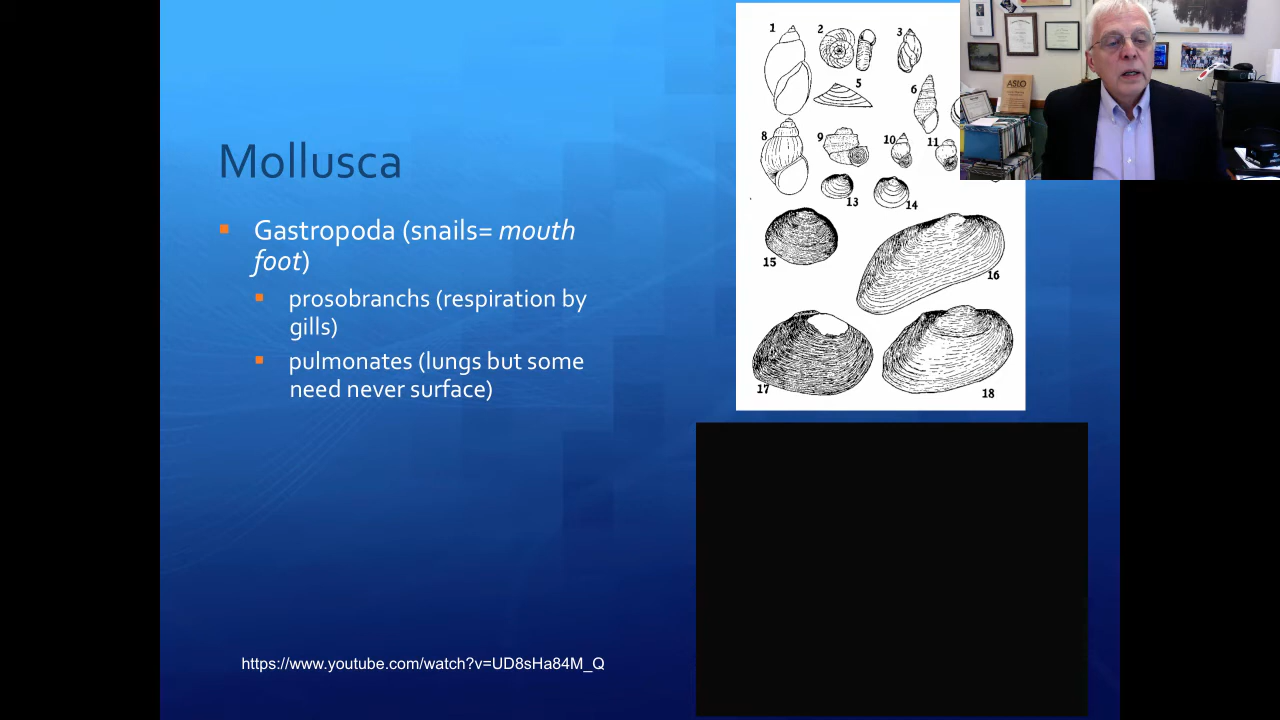 Mollusca
Gastropoda (snails= mouth
foot)
prosobranchs (respiration by
gills)
pulmonates (lungs but some
need never surface)
https://www.youtube.com/watch?v=UD8sHa84M_Q
1 2 3
5
6
8 9 10 11
13 14
15
16
17
18
ASLO